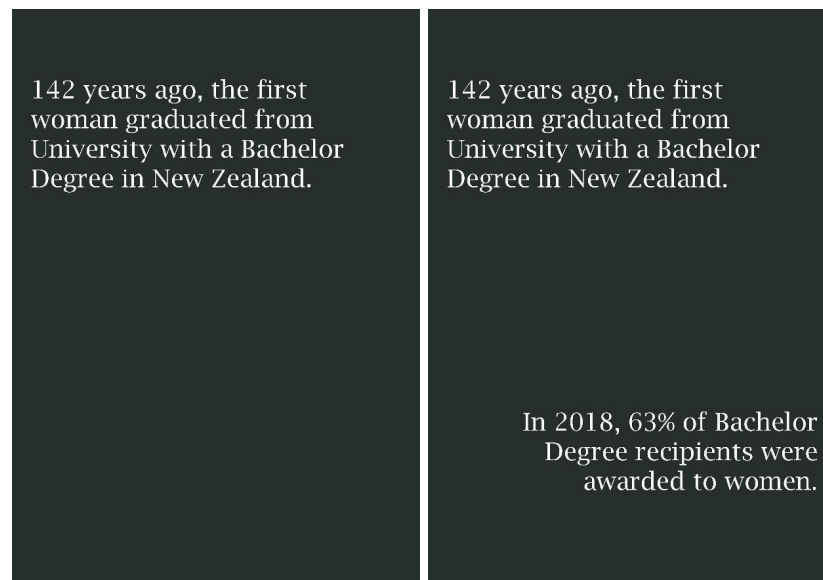 142 years ago, the first
woman graduated from
University with a Bachelor
Degree in New Zealand.
142 years ago, the first
woman graduated from
University with a Bachelor
Degree in New Zealand.
In 2018, 63% of Bachelor
Degree recipients were
awarded to women.